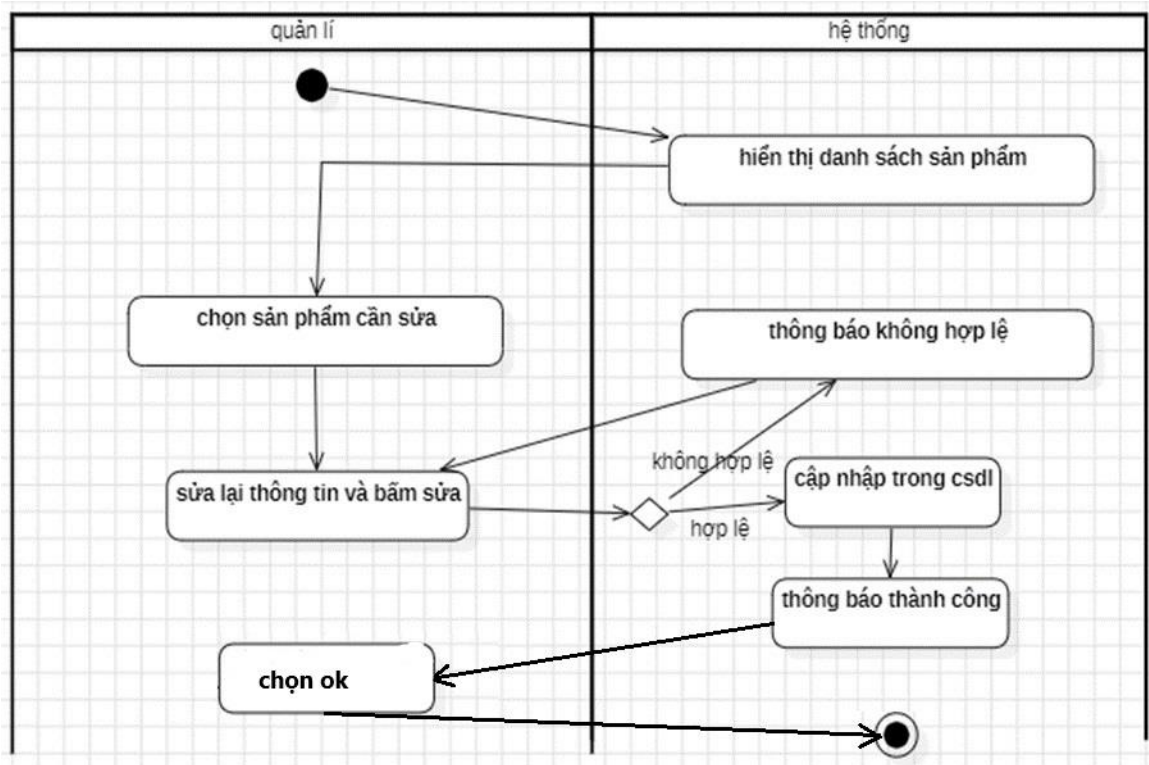 quản lí
hệ thống
hiển thị danh sách sản phẩm
chọn sản phẩm cần sửa
thông báo không hợp lệ
không hợp lệ
sửa lại thông tin và bấm sửa
cập nhập trong csdl
hợp lệ
thông báo thành công
chọn ok